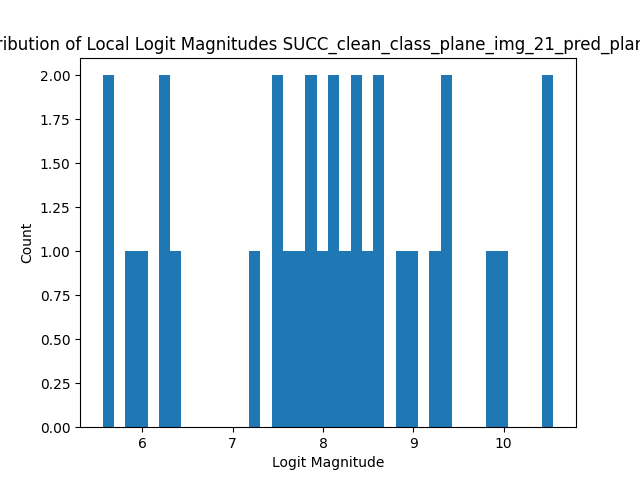 ribution of Local Logit Magnitudes SUCC_clean_class_plane_img_21_pred_plan
2.00
1.75
1.50
1.25
1.00
0.75
0.50
0.25
0.00
Count
6 7 8 9 10
Logit Magnitude